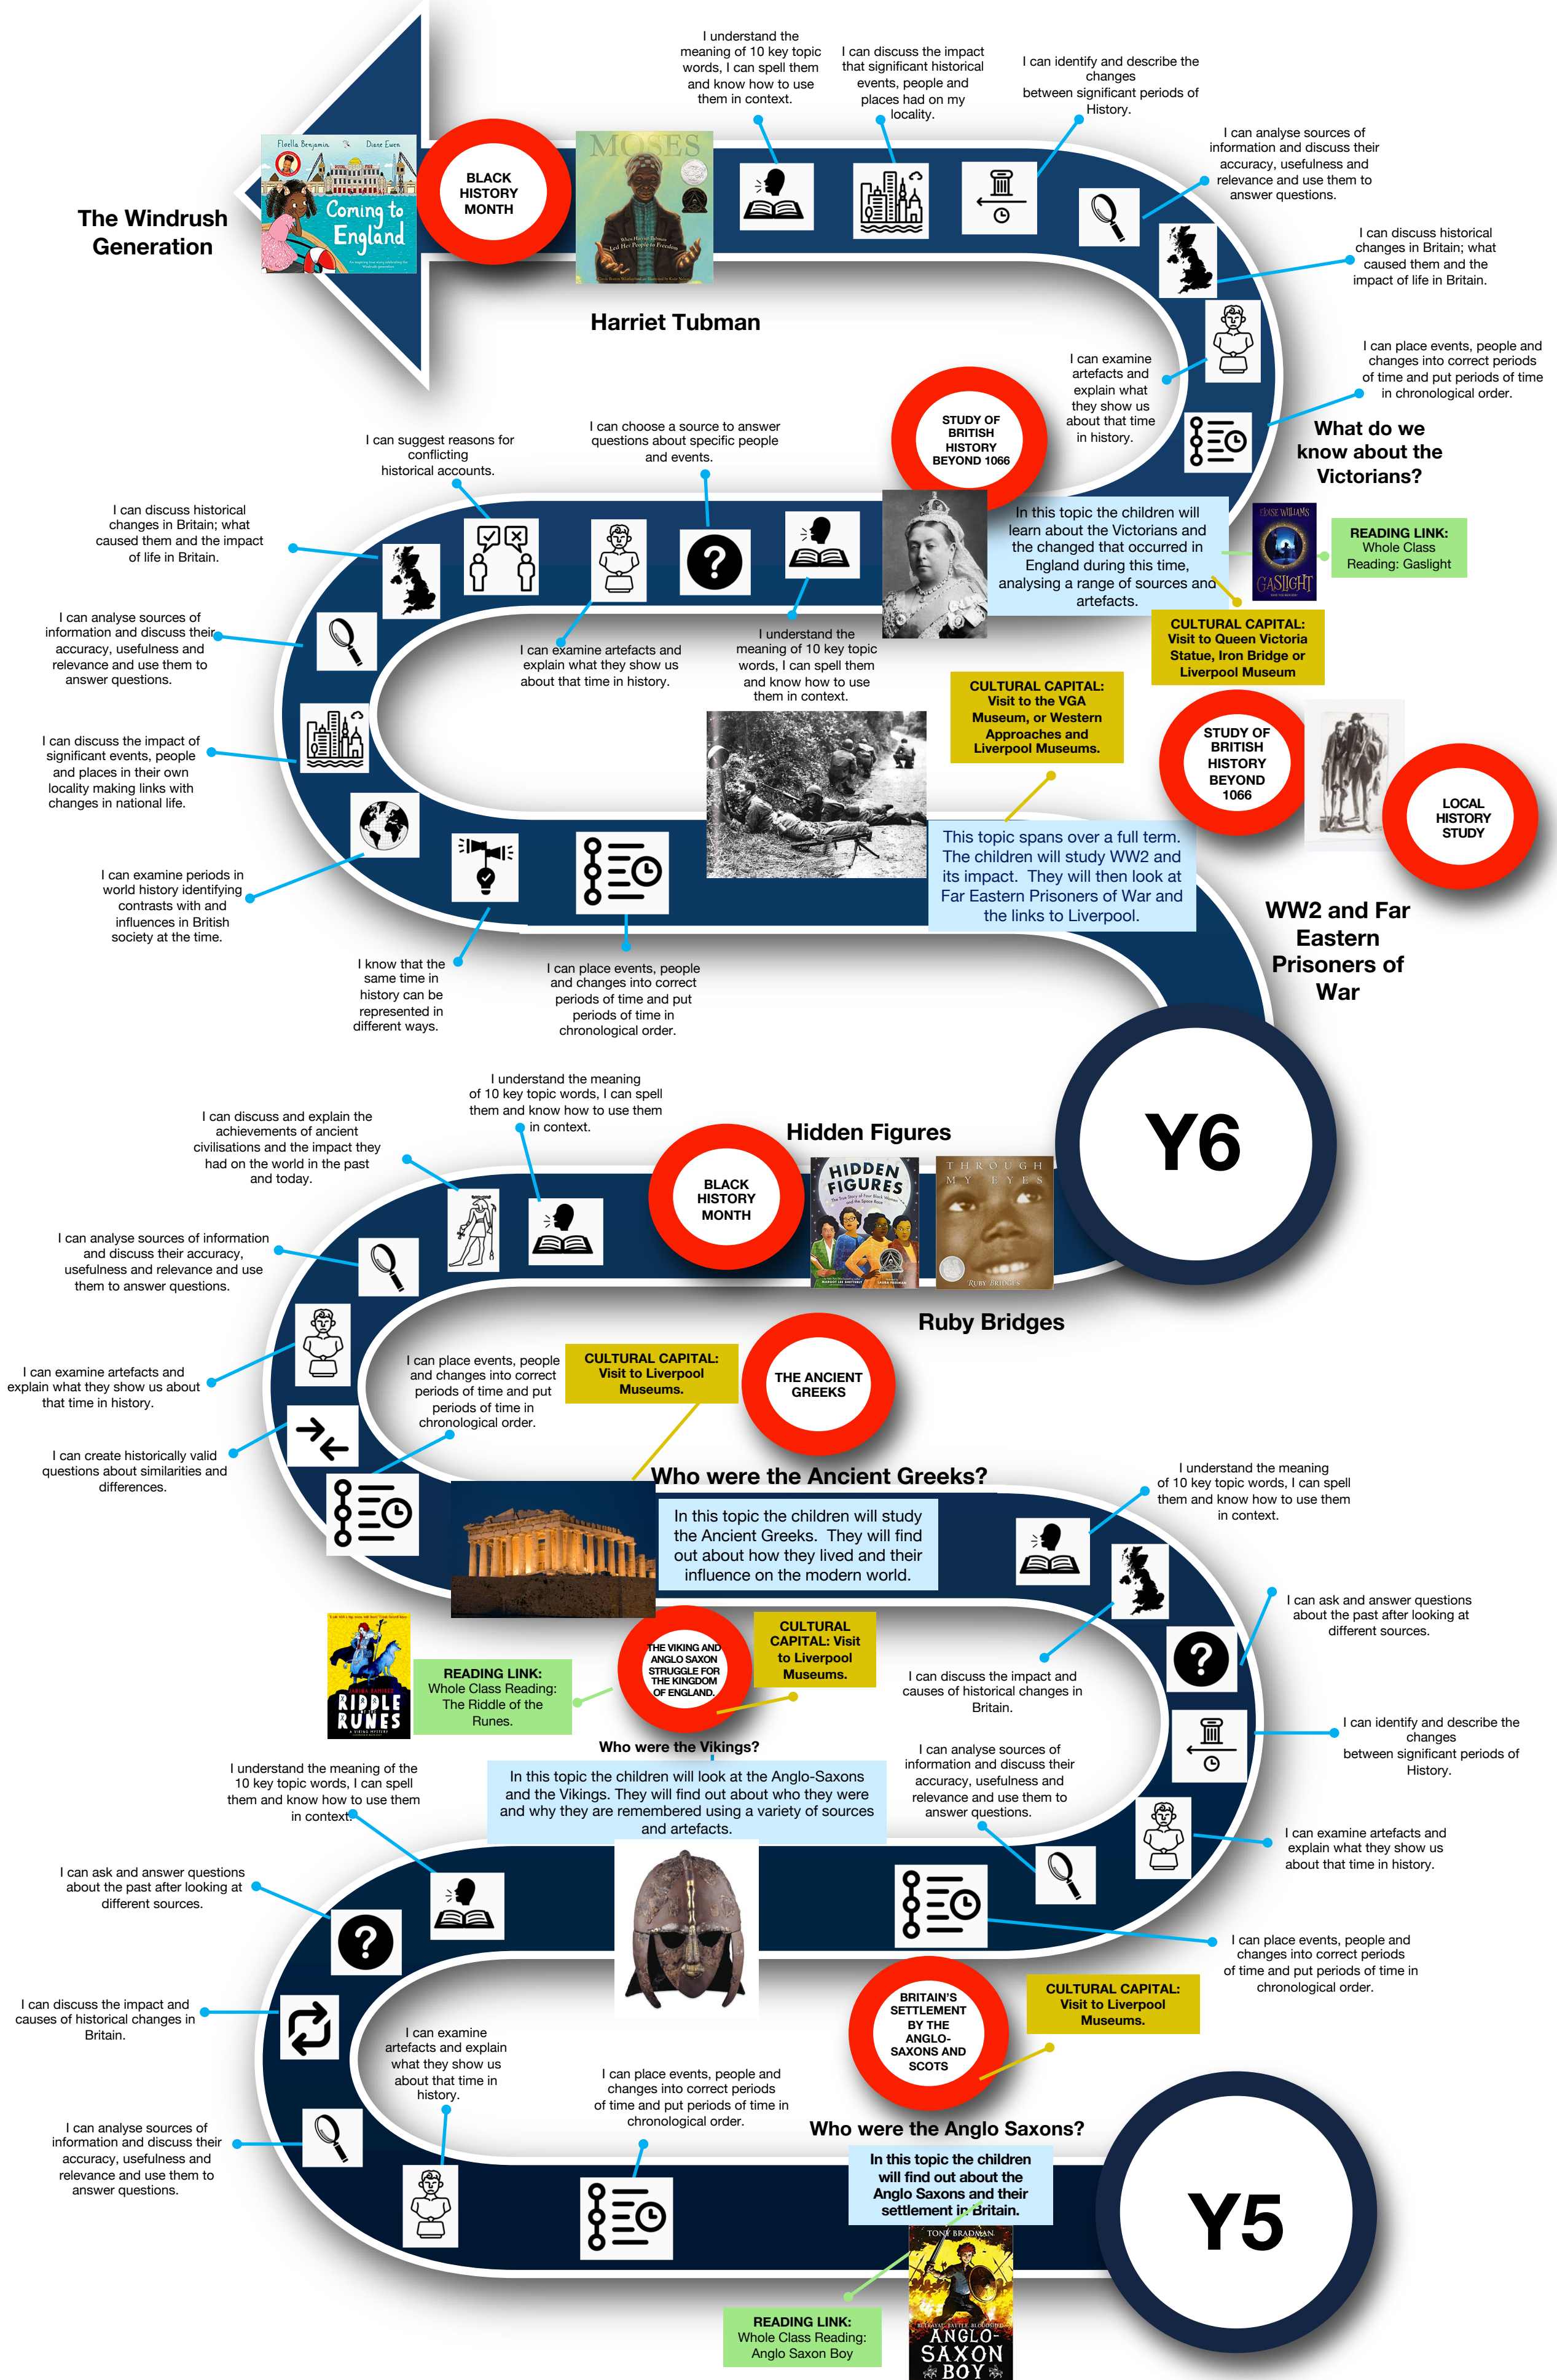 I understand the
meaning of 10 key topic
words, I can spell them
and know how to use
them in context.
I can discuss the impact
that significant historical
events, people and
places had on my
locality.
I can identify and describe the
changes
between significant periods of
History.
I can analyse sources of
information and discuss their
accuracy, usefulness and
relevance and use them to
answer questions.
Floella Benjamin
Diane Ewen
Coming to
England
BLACK
HISTORY
MONTH
MOSES
When Harriet Tubman
Led Her People to Freedom
The Windrush
Generation
I can discuss historical
changes in Britain; what
caused them and the
impact of life in Britain.
Harriet Tubman
I can place events, people and
changes into correct periods
of time and put periods of time
in chronological order.
I can examine
artefacts and
explain what
they show us
about that time
in history.
STUDY OF
BRITISH
HISTORY
BEYOND 1066
What do we
know about the
Victorians?
I can suggest reasons for
conflicting
historical accounts.
I can choose a source to answer
questions about specific people
and events.
I can discuss historical
changes in Britain; what
caused them and the impact
of life in Britain.
In this topic the children will
learn about the Victorians and
the changed that occurred in
England during this time,
analysing a range of sources and
artefacts.
ELOISE WILLIAMS
GASLIGHT
READING LINK:
Whole Class
Reading: Gaslight
I can analyse sources of
information and discuss their
accuracy, usefulness and
relevance and use them to
answer questions.
CULTURAL CAPITAL:
Visit to Queen Victoria
Statue, Iron Bridge or
Liverpool Museum
I can examine artefacts and
explain what they show us
about that time in history.
I understand the
meaning of 10 key topic
words, I can spell them
and know how to use
them in context.
CULTURAL CAPITAL:
Visit to the VGA
Museum, or Western
Approaches and
Liverpool Museums.
STUDY OF
BRITISH
HISTORY
BEYOND
1066
LOCAL
HISTORY
STUDY
I can discuss the impact of
significant events, people
and places in their own
locality making links with
changes in national life.
This topic spans over a full term.
The children will study WW2 and
its impact.  They will then look at
Far Eastern Prisoners of War and
the links to Liverpool.
I can examine periods in
world history identifying
contrasts with and
influences in British
society at the time.
WW2 and Far
Eastern
Prisoners of
War
I know that the
same time in
history can be
represented in
different ways.
I can place events, people
and changes into correct
periods of time and put
periods of time in
chronological order.
Y6
I understand the meaning
of 10 key topic words, I can spell
them and know how to use them
in context.
I can discuss and explain the
achievements of ancient
civilisations and the impact they
had on the world in the past
and today.
Hidden Figures
BLACK
HISTORY
MONTH
HIDDEN
FIGURES
The True Story of Four Black Women
and the Space Race
THROUGH
MY EYES
RUBY BRIDGES
Ruby Bridges
I can analyse sources of information
and discuss their accuracy,
usefulness and relevance and use
them to answer questions.
I can examine artefacts and
explain what they show us about
that time in history.
I can place events, people
and changes into correct
periods of time and put
periods of time in
chronological order.
CULTURAL CAPITAL:
Visit to Liverpool
Museums.
THE ANCIENT
GREEKS
I can create historically valid
questions about similarities and
differences.
Who were the Ancient Greeks?
In this topic the children will study
the Ancient Greeks.  They will find
out about how they lived and their
influence on the modern world.
I understand the meaning
of 10 key topic words, I can spell
them and know how to use them
in context.
I can ask and answer questions
about the past after looking at
different sources.
RIDDLE
RUNES
READING LINK:
Whole Class Reading:
The Riddle of the
Runes.
THE VIKING AND
ANGLO SAXON
STRUGGLE FOR
THE KINGDOM
OF ENGLAND.
CULTURAL
CAPITAL: Visit
to Liverpool
Museums.
I can discuss the impact and
causes of historical changes in
Britain.
I can identify and describe the
changes
between significant periods of
History.
Who were the Vikings?
In this topic the children will look at the Anglo-Saxons
and the Vikings. They will find out about who they were
and why they are remembered using a variety of sources
and artefacts.
I can analyse sources of
information and discuss their
accuracy, usefulness and
relevance and use them to
answer questions.
I understand the meaning of the
10 key topic words, I can spell
them and know how to use them
in context.
I can examine artefacts and
explain what they show us
about that time in history.
I can ask and answer questions
about the past after looking at
different sources.
I can place events, people and
changes into correct periods
of time and put periods of time in
chronological order.
BRITAIN'S
SETTLEMENT
BY THE
ANGLO-
SAXONS AND
SCOTS
CULTURAL CAPITAL:
Visit to Liverpool
Museums.
I can discuss the impact and
causes of historical changes in
Britain.
I can examine
artefacts and explain
what they show us
about that time in
history.
I can place events, people and
changes into correct periods
of time and put periods of time in
chronological order.
Who were the Anglo Saxons?
I can analyse sources of
information and discuss their
accuracy, usefulness and
relevance and use them to
answer questions.
In this topic the children
will find out about the
Anglo Saxons and their
settlement in Britain.
Y5
TONY BRADMAN
ANGLO-
SAXON
BOY
READING LINK:
Whole Class Reading:
Anglo Saxon Boy